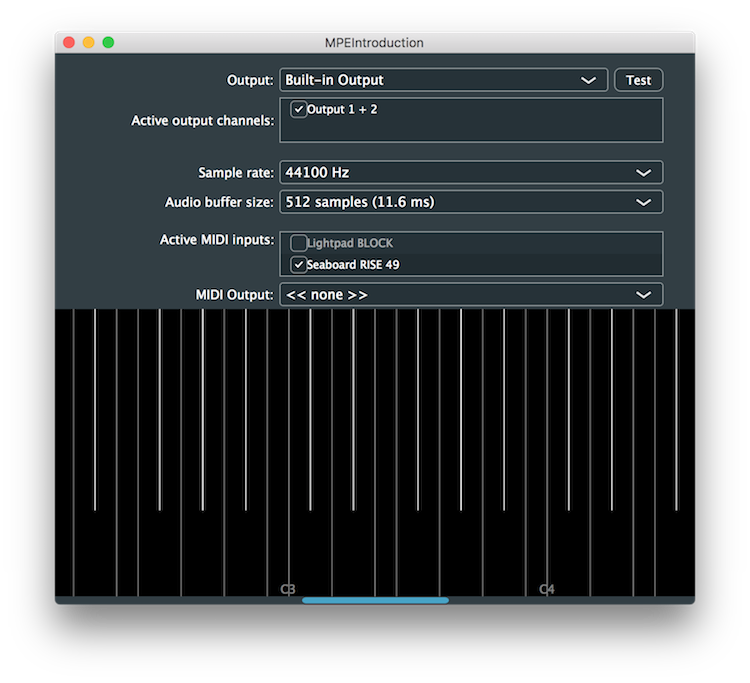 MPEIntroduction
Output: Built-in Output Test
Active output channels: Output 1 + 2
Sample rate: 44100 Hz
Audio buffer size: 512 samples (11.6 ms)
Active MIDI inputs: Lightpad BLOCK
Seaboard RISE 49
MIDI Output: << none >>
C3 C4